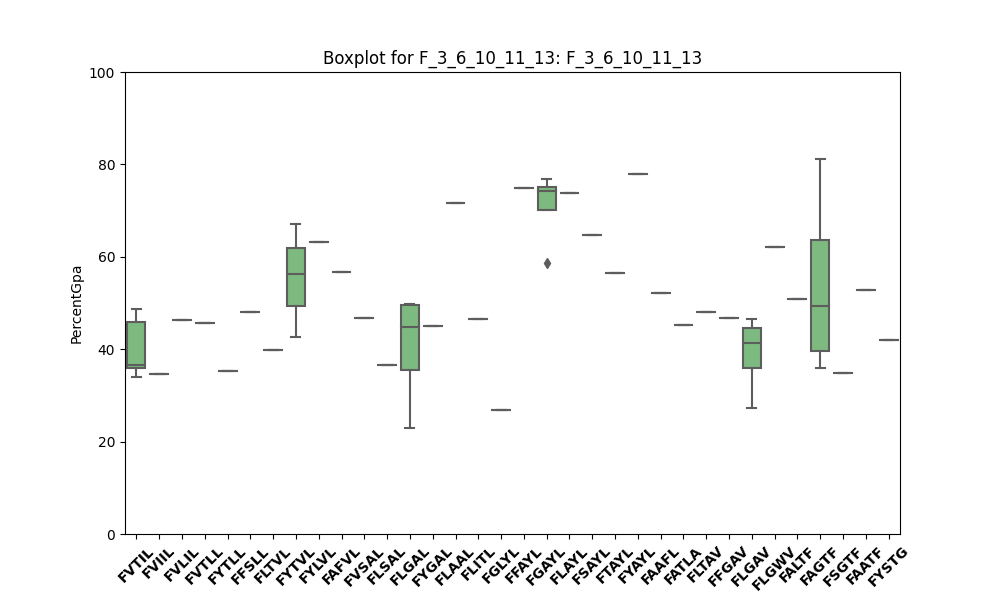 Boxplot for F_3_6_10_11_13: F_3_6_10_11_13
PercentGpa
100
80
60
40
20
0
FVTIL
FVIIL
FVLIL
FVTLL
FYTLL
FFSLL
FLTVL
FYTVL
FYLVL
FAFVL
FVSAL
FLSAL
FLGAL
FYGAL
FLAAL
FLITL
FGLYL
FFAYL
FGAYL
FLAYL
FSAYL
FTAYL
FYAYL
FAAFL
FATLA
FLTAV
FFGAV
FLGAV
FLGWV
FALTF
FAGTF
FSGTF
FAATF
FYSTG